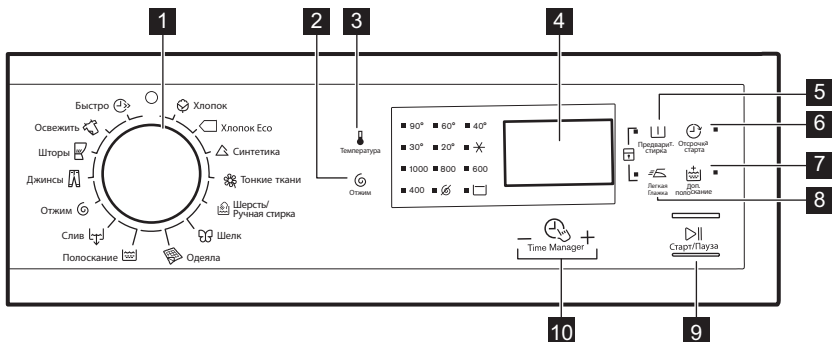 1
2
3
4
5
6
7
8
9
10
Быстро
Освежить
Шторы
Джинсы
Отжим
Слив
Полоскание
Хлопок
Хлопок Eco
Синтетика
Тонкие ткани
Шерсть/
Ручная стирка
Шелк
Одеяла
Температура
Отжим
90° 60° 40°
30° 20°
1000 800 600
400
Time Manager
Предварит.
стирка
Отсрочка
старта
Легкая
Глажка
Доп.
полоскание
Старт/Пауза